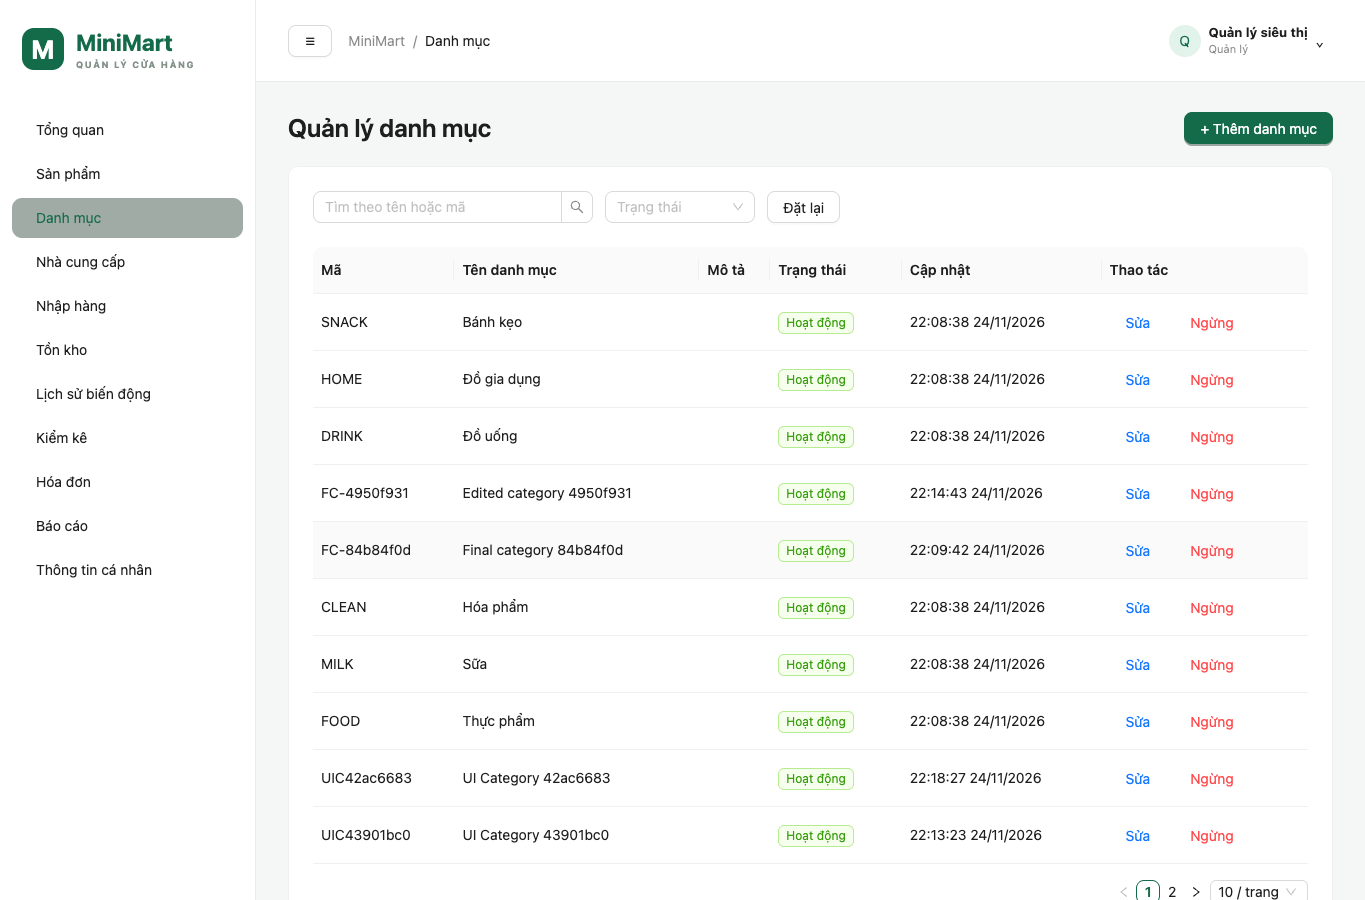 M
MiniMart
QUẢN LÝ CỬA HÀNG
Tổng quan
Sản phẩm
Danh mục
Nhà cung cấp
Nhập hàng
Tồn kho
Lịch sử biến động
Kiểm kê
Hóa đơn
Báo cáo
Thông tin cá nhân
MiniMart / Danh mục
Q
Quản lý siêu thị
Quản lý
Quản lý danh mục
+ Thêm danh mục
Tìm theo tên hoặc mã
Trạng thái
Đặt lại
Mã Tên danh mục Mô tả Trạng thái Cập nhật Thao tác
SNACK Bánh kẹo Hoạt động 22:08:38 24/11/2026 Sửa Ngừng
HOME Đồ gia dụng Hoạt động 22:08:38 24/11/2026 Sửa Ngừng
DRINK Đồ uống Hoạt động 22:08:38 24/11/2026 Sửa Ngừng
FC-4950f931 Edited category 4950f931 Hoạt động 22:14:43 24/11/2026 Sửa Ngừng
FC-84b84f0d Final category 84b84f0d Hoạt động 22:09:42 24/11/2026 Sửa Ngừng
CLEAN Hóa phẩm Hoạt động 22:08:38 24/11/2026 Sửa Ngừng
MILK Sữa Hoạt động 22:08:38 24/11/2026 Sửa Ngừng
FOOD Thực phẩm Hoạt động 22:08:38 24/11/2026 Sửa Ngừng
UIC42ac6683 UI Category 42ac6683 Hoạt động 22:18:27 24/11/2026 Sửa Ngừng
UIC43901bc0 UI Category 43901bc0 Hoạt động 22:13:23 24/11/2026 Sửa Ngừng
< 1 2 > 10 / trang